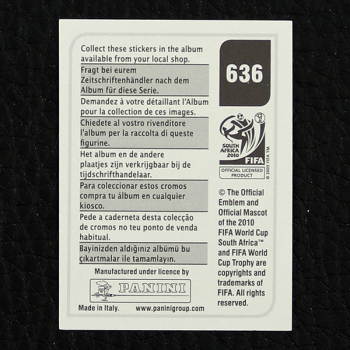 Collect these stickers in the album
available from your local shop.
Fragt bei eurem
Zeitschriftenhändler nach dem
Album für diese Serie.
Demandez à votre détaillant l'Album
pour la collection de ces images.
Chiedete al vostro rivenditore
l'album per la raccolta di queste
figurine.
Het album en de andere
plaatjes zijn verkrijgbaar bij de
tijdschrifthandelaar.
Para coleccionar estos cromos
compra tu álbum en cualquier
kiosco.
Pede a caderneta desta colecção
de cromos no teu ponto de venda
habitual.
Bayinizden aldığınız albümü bu
çıkartmalar ile tamamlayın.
Manufactured under licence by
PANINI
Made in Italy.
www.paninigroup.com
636
SOUTH AFRICA
2010
FIFA
© 2005 FIFA TM
OFFICIAL LICENSED
PRODUCT
© The Official
Emblem and
Official Mascot
of the 2010
FIFA World Cup
South Africa™
and FIFA World
Cup Trophy are
copyrights and
trademarks of
FIFA. All rights
reserved.